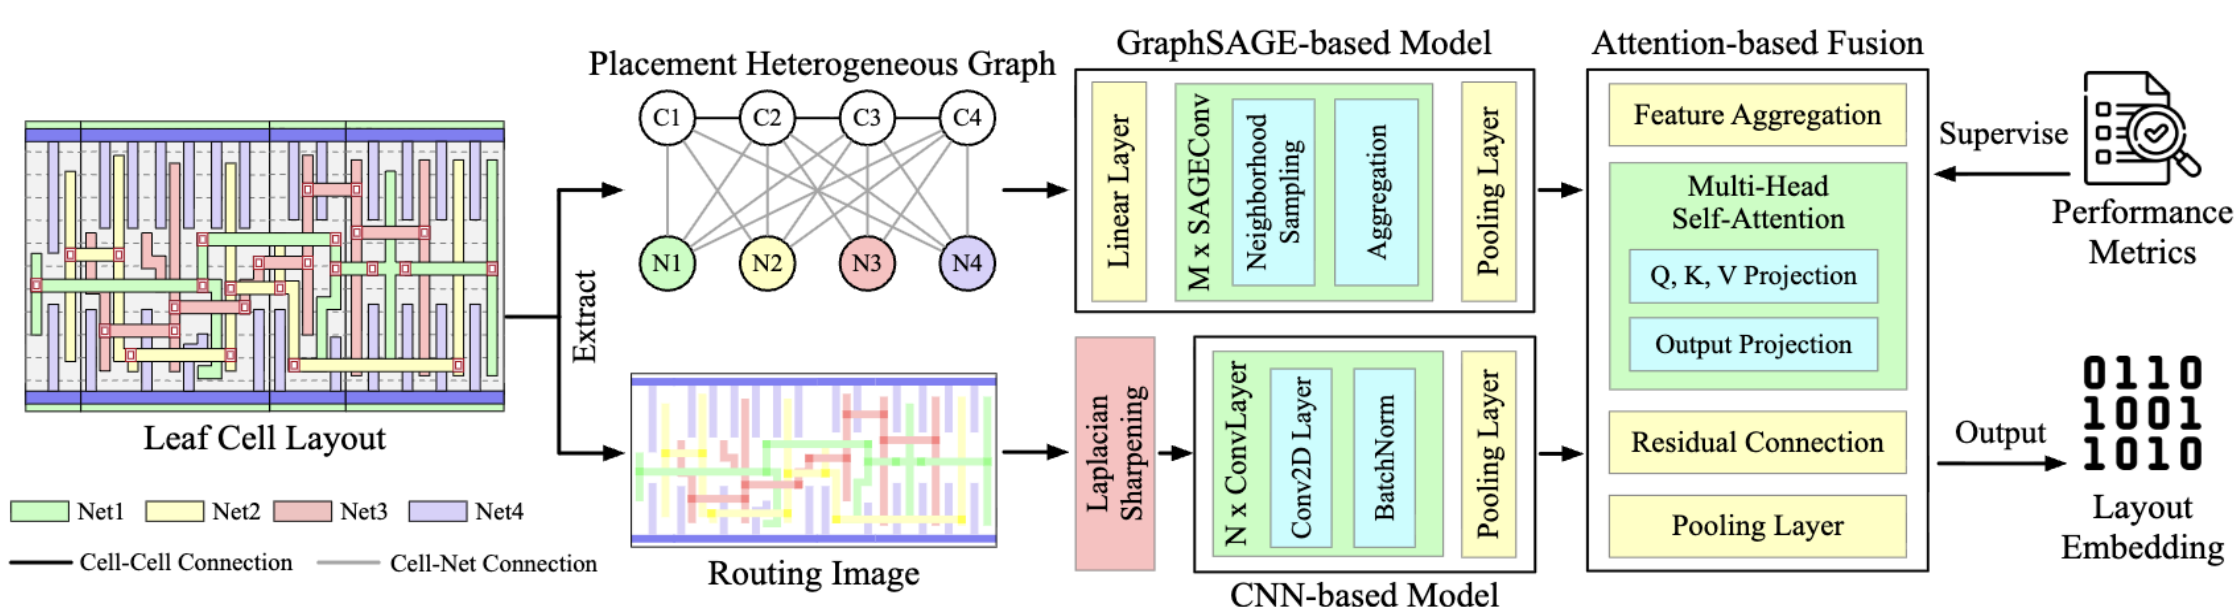 Leaf Cell Layout
Net1
Net2
Net3
Net4
Cell-Cell Connection
Cell-Net Connection
Extract
Placement Heterogeneous Graph
C1
C2
C3
C4
N1
N2
N3
N4
Routing Image
GraphSAGE-based Model
Linear Layer
M x SAGEConv
Neighborhood
Sampling
Aggregation
Pooling Layer
Laplacian
Sharpening
N x ConvLayer
Conv2D Layer
BatchNorm
Pooling Layer
CNN-based Model
Attention-based Fusion
Feature Aggregation
Multi-Head
Self-Attention
Q, K, V Projection
Output Projection
Residual Connection
Pooling Layer
Supervise
Performance
Metrics
Output
0110
1001
1010
Layout
Embedding